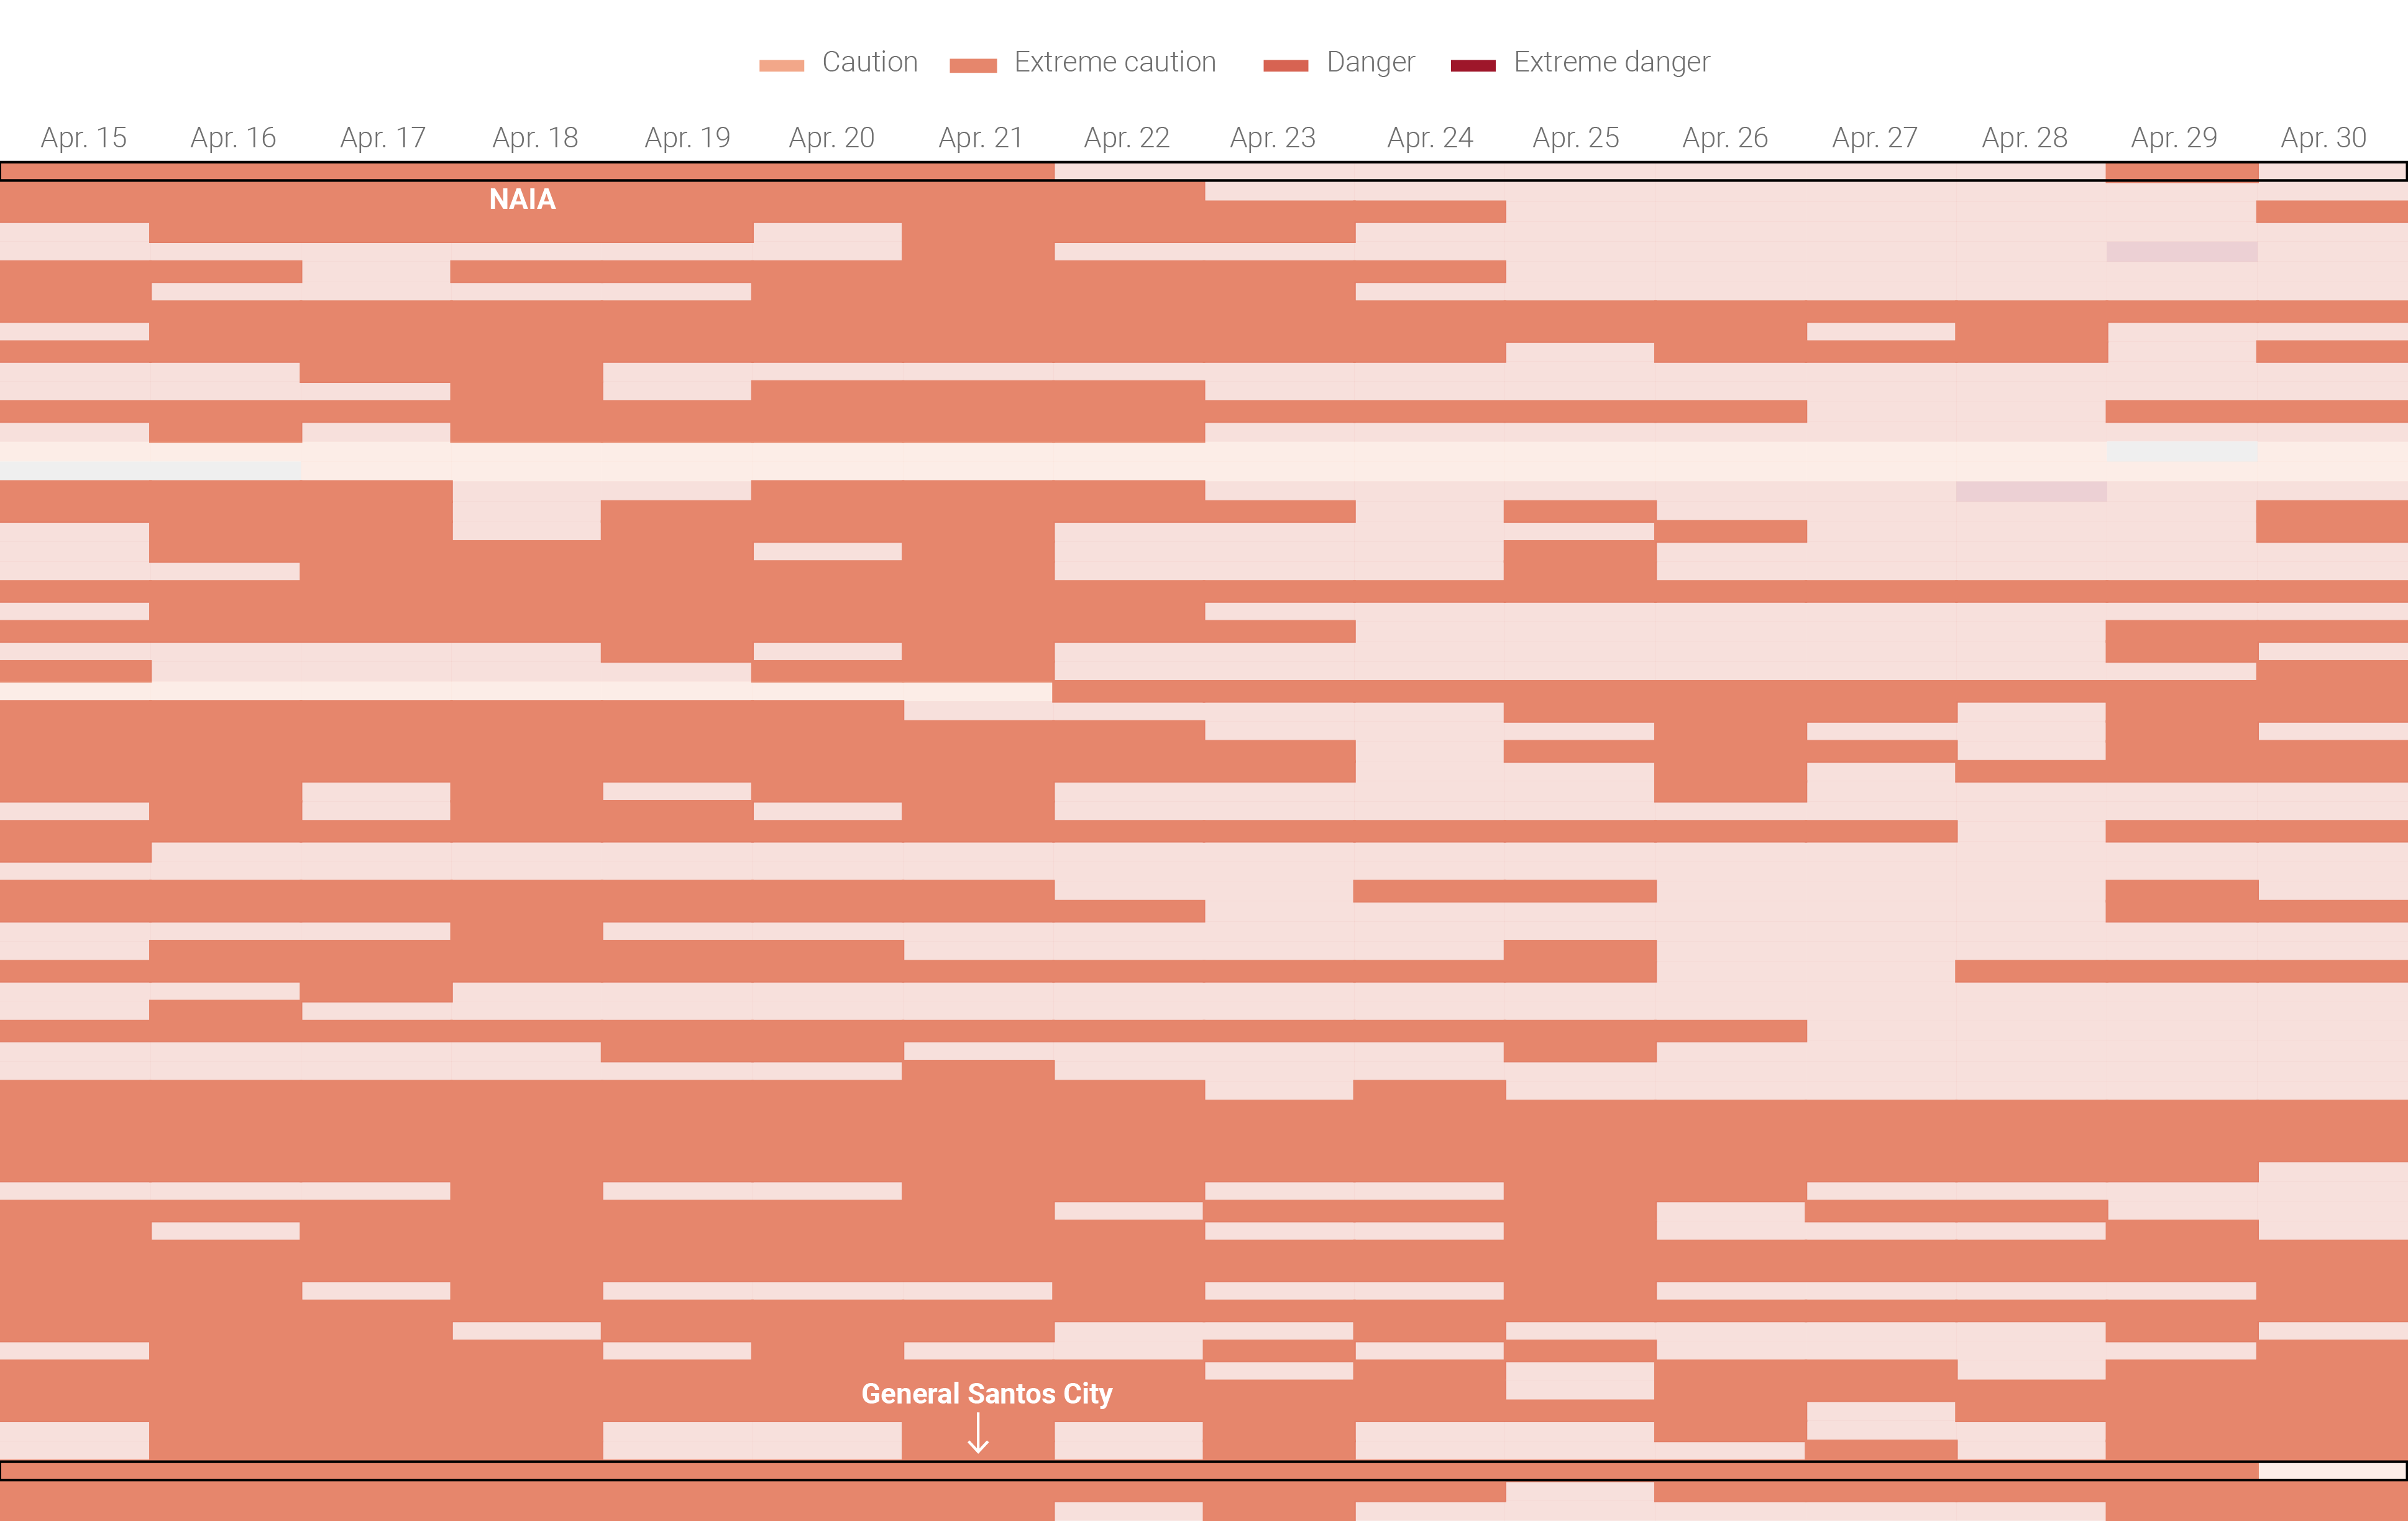 Caution Extreme caution Danger Extreme danger
Apr. 15 Apr. 16 Apr. 17 Apr. 18 Apr. 19 Apr. 20 Apr. 21 Apr. 22 Apr. 23 Apr. 24 Apr. 25 Apr. 26 Apr. 27 Apr. 28 Apr. 29 Apr. 30
NAIA
General Santos City